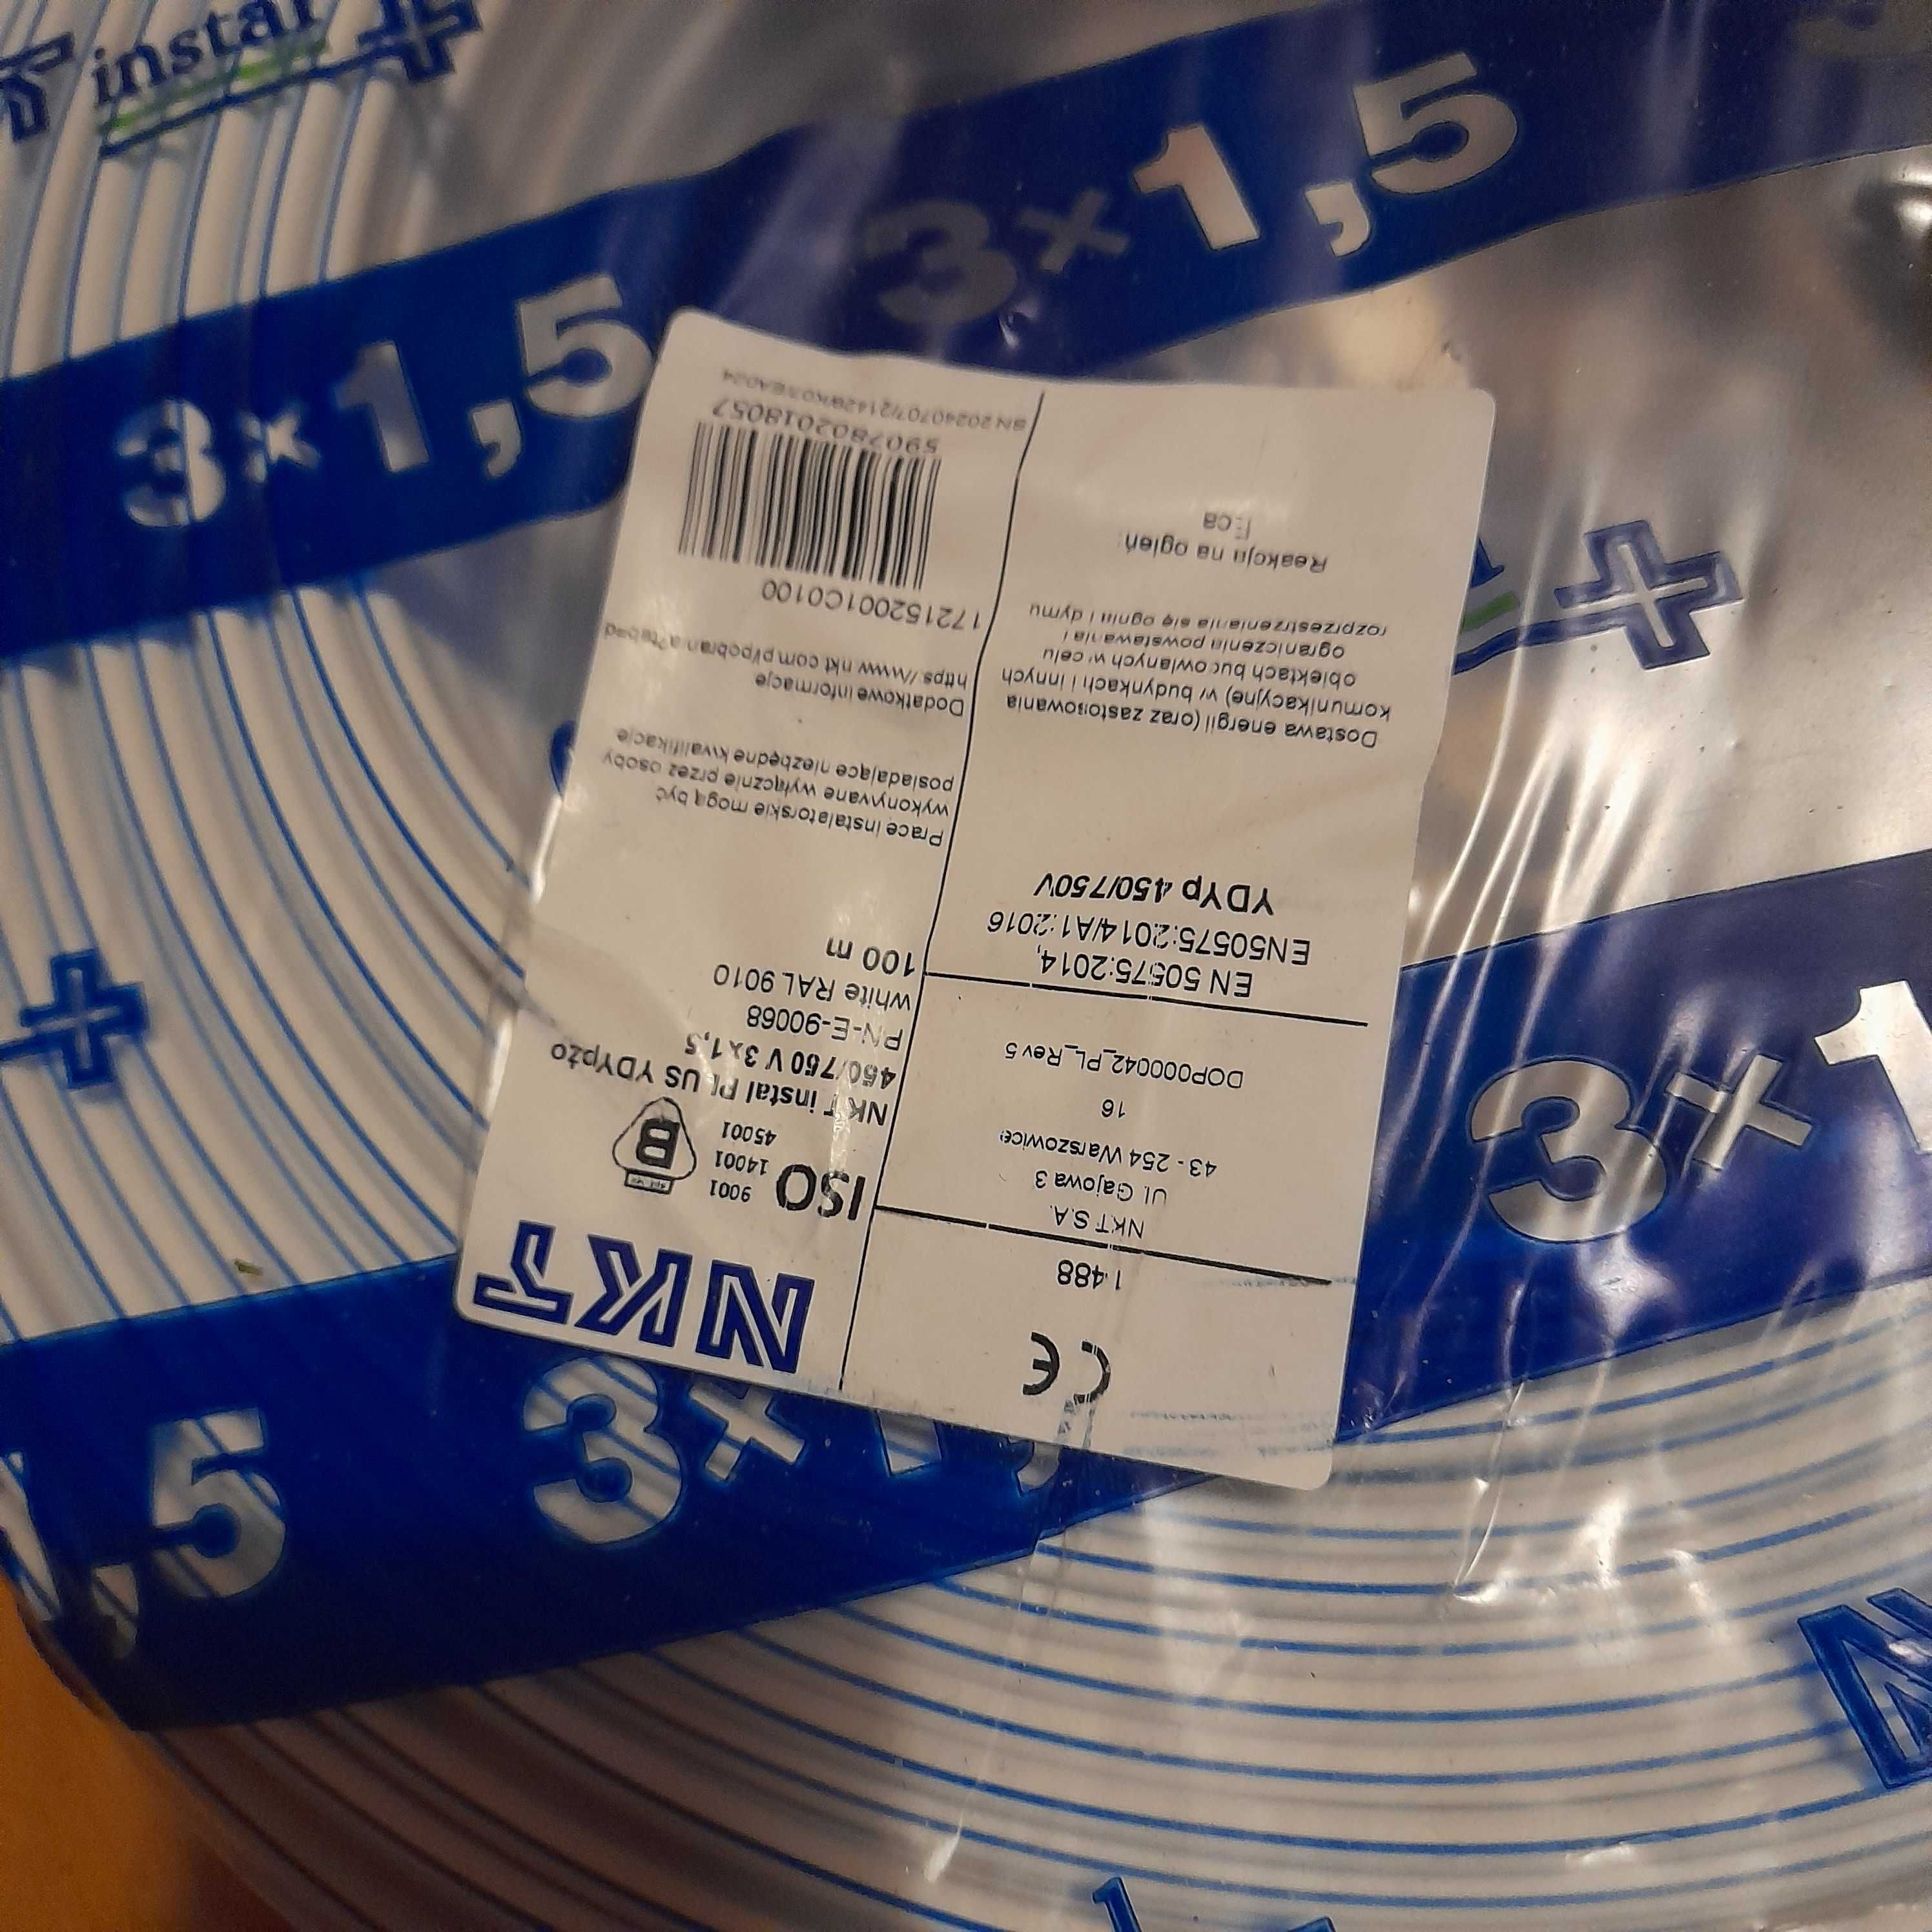 instal
3×1,5
3×1,5
NKT
ISO
9001
14001
45001
B
NKT instal PLUS YDYpżo
450/750 V 3x1,5
PN-E-90068
white RAL 9010
100 m
Prace instalatorskie mogą być
wykonywane wyłącznie przez osoby
posiadające niezbędne kwalifikacje
Dodatkowe informacje
172152001C0100
5907802018057
CE
1488
NKT S.A.
Ul. Gajowa 3
43 - 254 Warszowice
16
DOP000042_PL_Rev 5
EN 50575:2014,
EN50575:2014/A1:2016
YDYp 450/750V
Dostawa energii (oraz zastosowania
komunikacyjne) w budynkach i innych
obiektach budowlanych w celu
ograniczenia powstawania i
rozprzestrzeniania się ognia i dymu
Reakcja na ogień:
Eca
3×1
1,5
3×1,